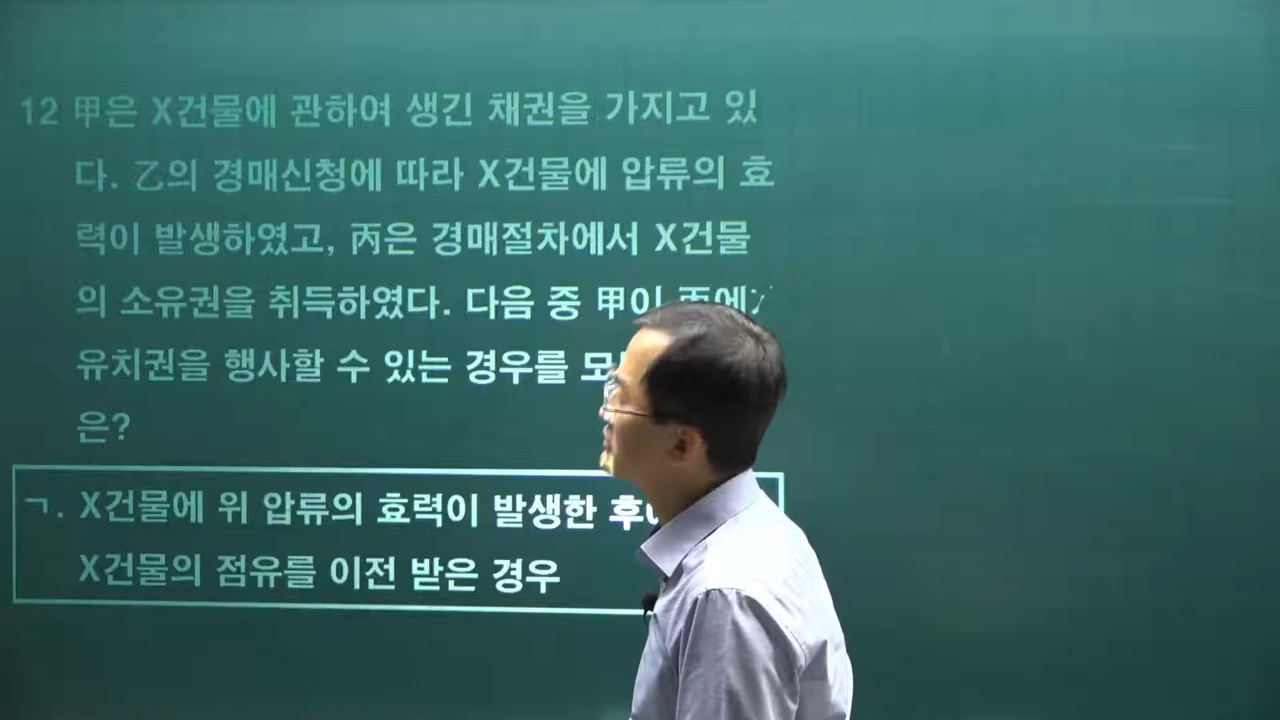 12 甲은 X건물에 관하여 생긴 채권을 가지고 있
다. 乙의 경매신청에 따라 X건물에 압류의 효
력이 발생하였고, 丙은 경매절차에서 X건물
의 소유권을 취득하였다. 다음 중 甲이
유치권을 행사할 수 있는 경우를
은?
ㄱ. X건물에 위 압류의 효력이 발생한
X건물의 점유를 이전 받은 경우